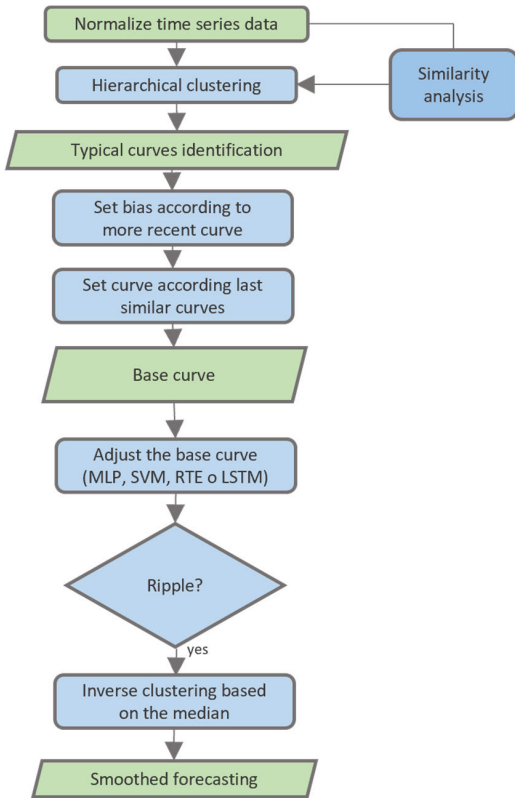 Normalize time series data
Similarity
analysis
Hierarchical clustering
Typical curves identification
Set bias according to
more recent curve
Set curve according last
similar curves
Base curve
Adjust the base curve
(MLP, SVM, RTE o LSTM)
Ripple?
yes
Inverse clustering based
on the median
Smoothed forecasting